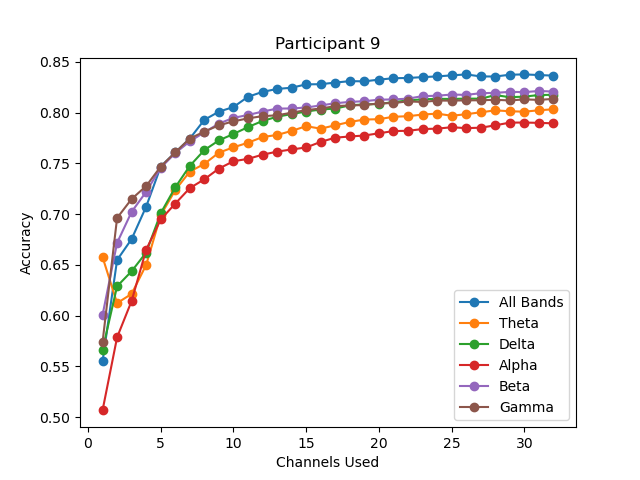 Participant 9
Accuracy
0.85
0.80
0.75
0.70
0.65
0.60
0.55
0.50
All Bands
Theta
Delta
Alpha
Beta
Gamma
0 5 10 15 20 25 30
Channels Used